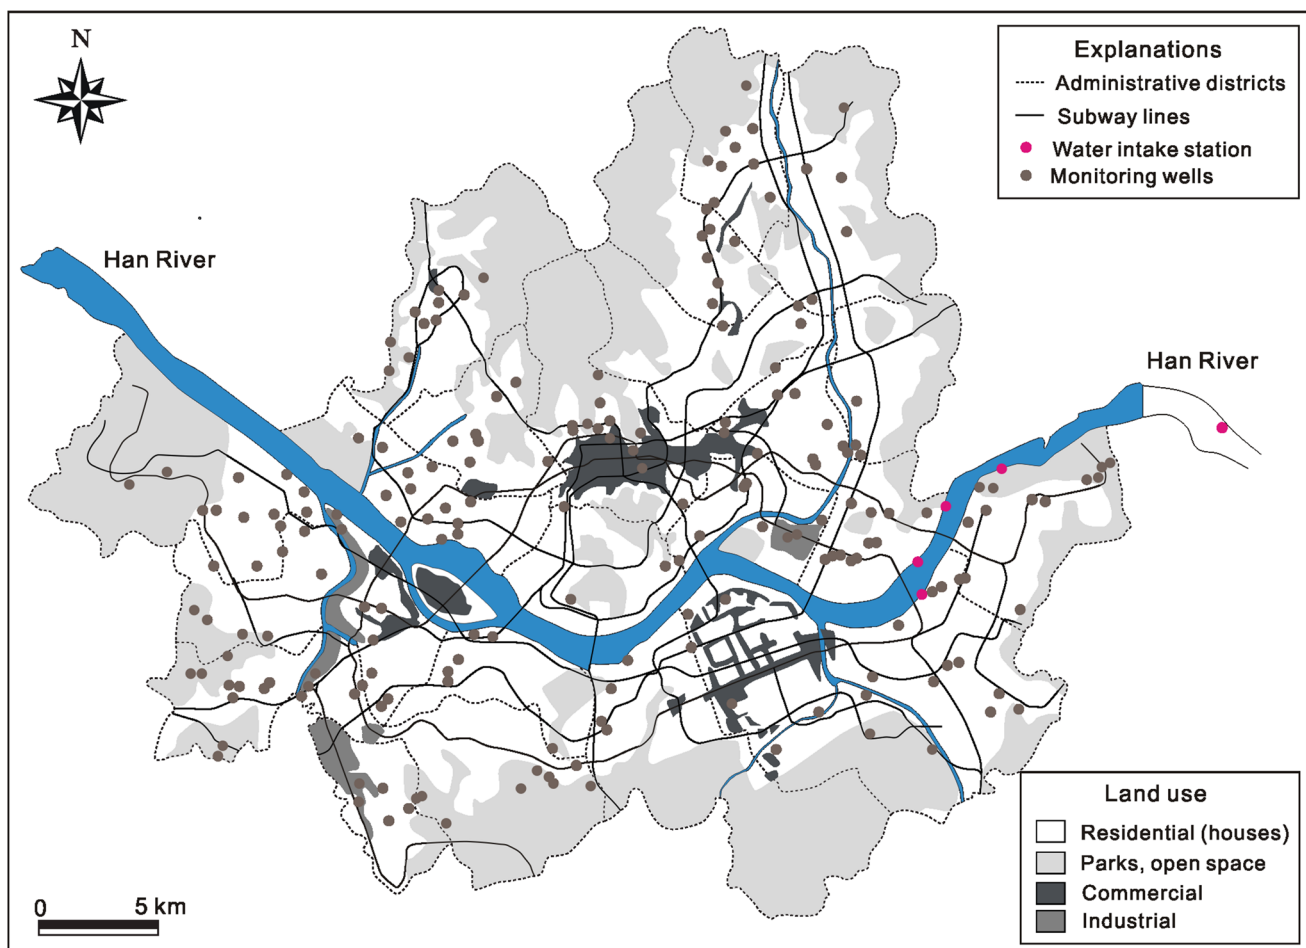 N
Explanations
Administrative districts
Subway lines
Water intake station
Monitoring wells
Han River
Han River
Land use
Residential (houses)
Parks, open space
Commercial
Industrial
0 5 km